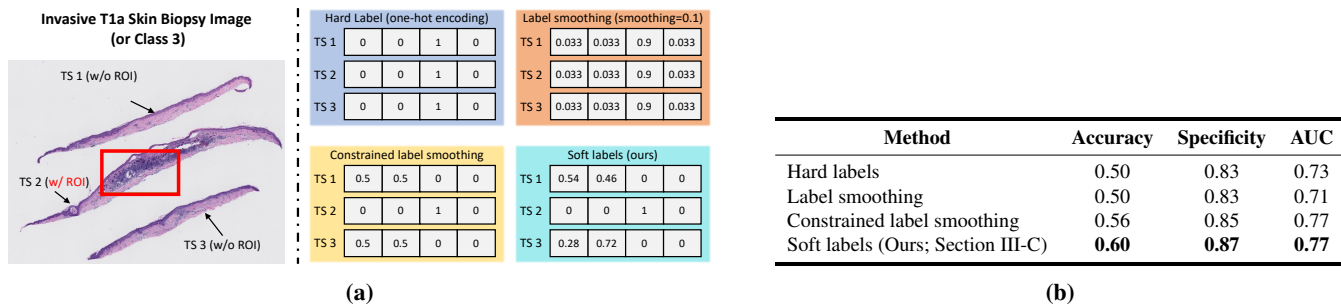 Invasive T1a Skin Biopsy Image
(or Class 3)
TS 1 (w/o ROI)
TS 2 (w/ ROI)
TS 3 (w/o ROI)
Hard Label (one-hot encoding)
TS 1 0 0 1 0
TS 2 0 0 1 0
TS 3 0 0 1 0
Label smoothing (smoothing=0.1)
TS 1 0.033 0.033 0.9 0.033
TS 2 0.033 0.033 0.9 0.033
TS 3 0.033 0.033 0.9 0.033
Constrained label smoothing
TS 1 0.5 0.5 0 0
TS 2 0 0 1 0
TS 3 0.5 0.5 0 0
Soft labels (ours)
TS 1 0.54 0.46 0 0
TS 2 0 0 1 0
TS 3 0.28 0.72 0 0
(a)
Method Accuracy Specificity AUC
Hard labels 0.50 0.83 0.73
Label smoothing 0.50 0.83 0.71
Constrained label smoothing 0.56 0.85 0.77
Soft labels (Ours; Section III-C) 0.60 0.87 0.77
(b)